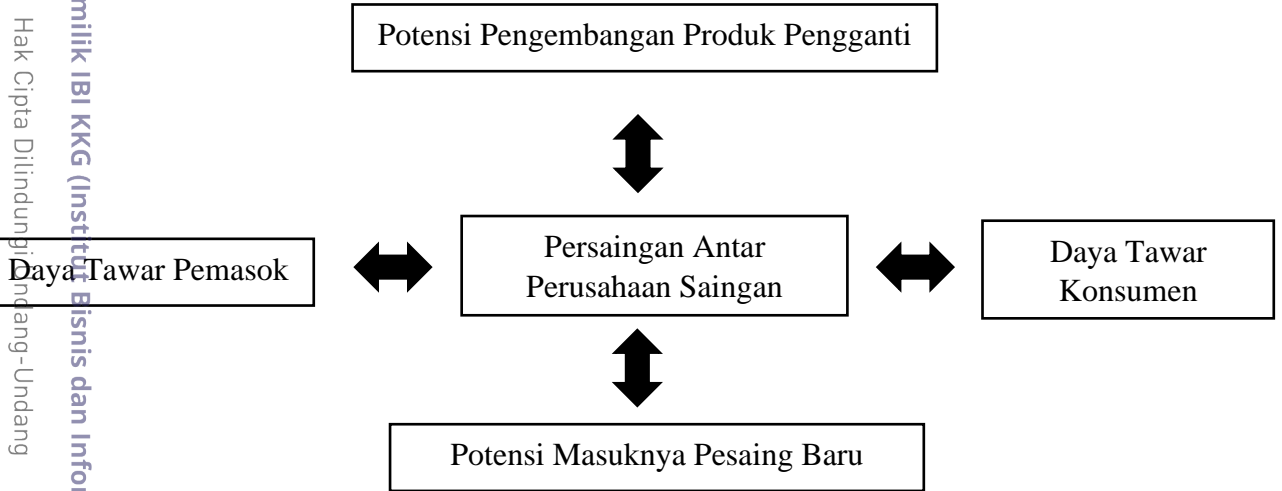 Potensi Pengembangan Produk Pengganti
Daya Tawar Pemasok
Persaingan Antar
Perusahaan Saingan
Daya Tawar
Konsumen
Potensi Masuknya Pesaing Baru
milik IBI KKG (Institut Bisnis dan
Hak Cipta Dilindungi Undang-Undang